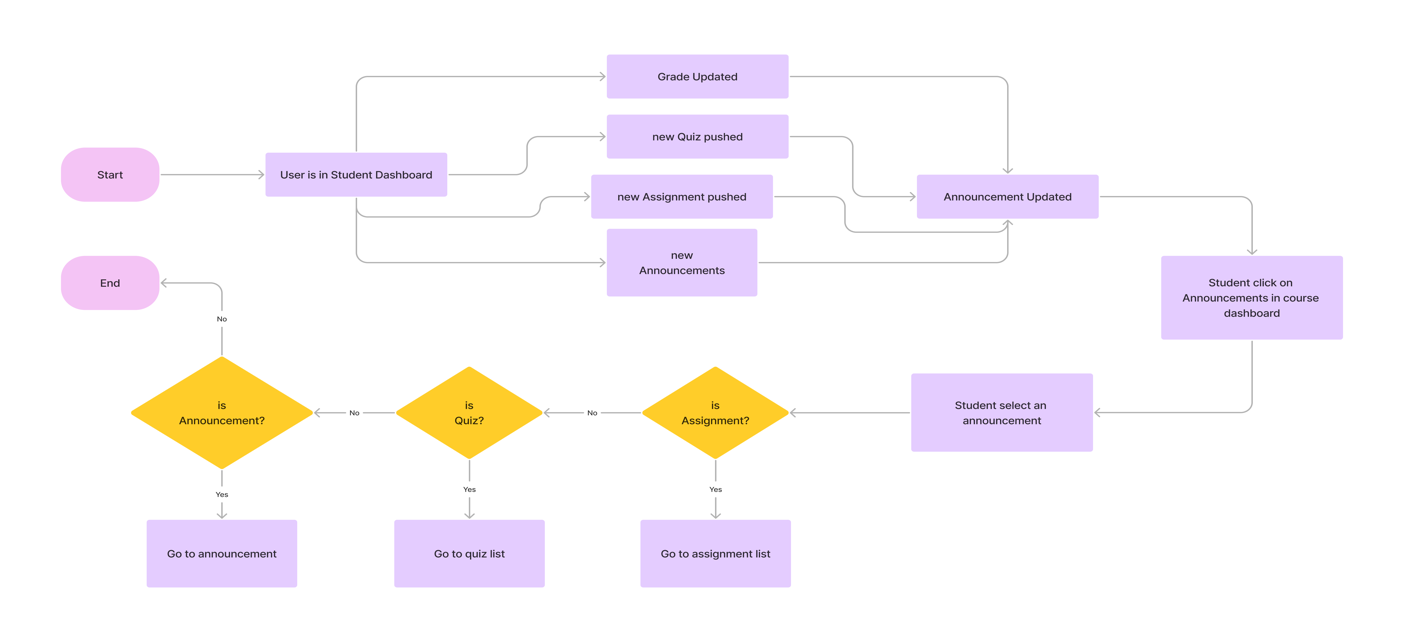 Grade Updated
new Quiz pushed
Start
User is in Student Dashboard
new Assignment pushed
Announcement Updated
new
Announcements
End
Student click on
Announcements in course
dashboard
No
is
Announcement?
No
is
Quiz?
No
is
Assignment?
Student select an
announcement
Yes
Yes
Yes
Go to announcement
Go to quiz list
Go to assignment list